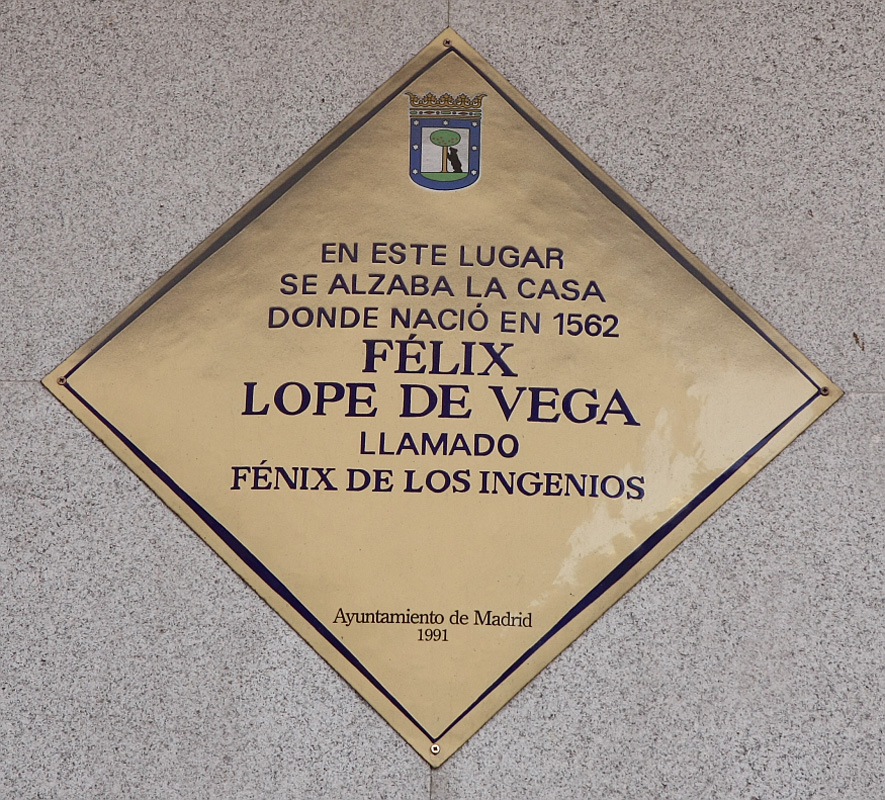 EN ESTE LUGAR
SE ALZABA LA CASA
DONDE NACIÓ EN 1562
FÉLIX
LOPE DE VEGA
LLAMADO
FÉNIX DE LOS INGENIOS
Ayuntamiento de Madrid
1991